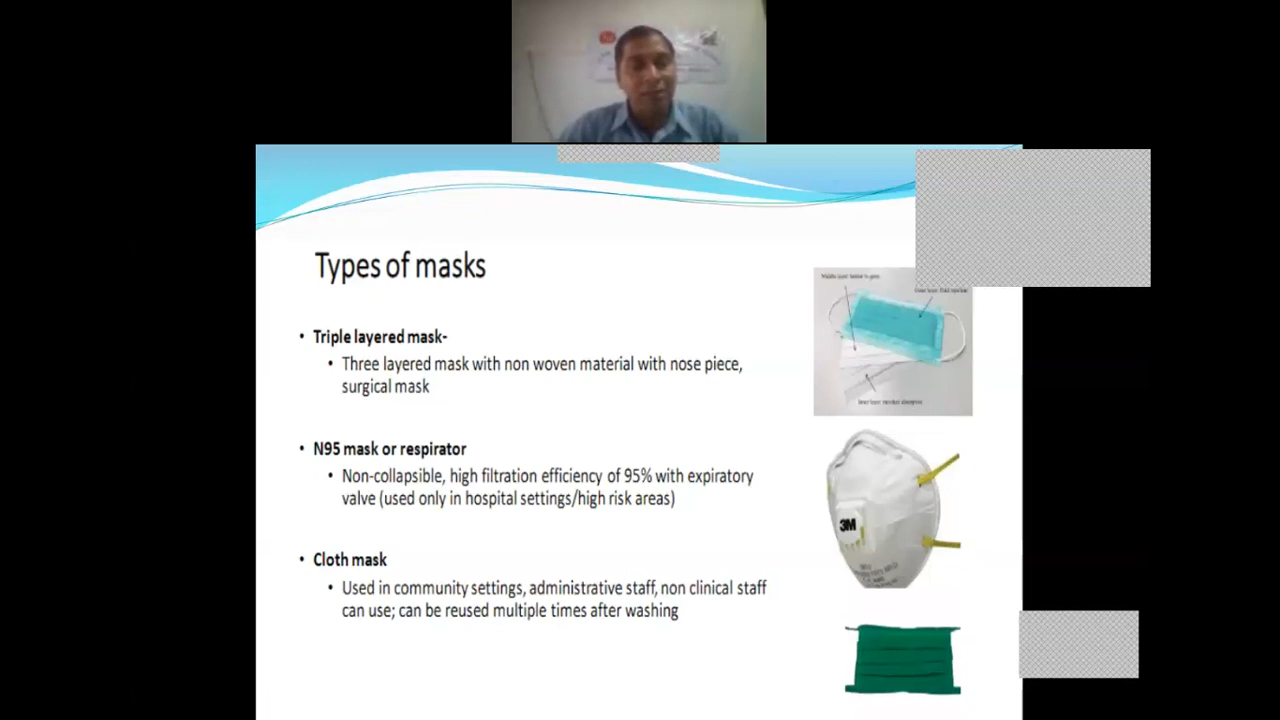 Types of masks
• Triple layered mask-
• Three layered mask with non woven material with nose piece,
surgical mask
• N95 mask or respirator
• Non-collapsible, high filtration efficiency of 95% with expiratory
valve (used only in hospital settings/high risk areas)
• Cloth mask
• Used in community settings, administrative staff, non clinical staff
can use; can be reused multiple times after washing
3M